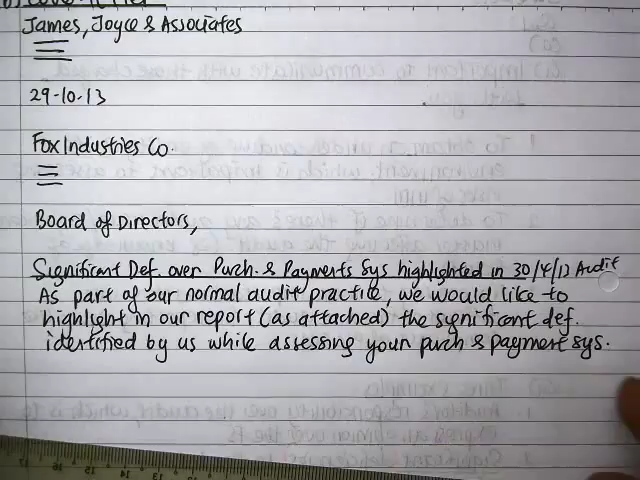 James, Joyce & Associates
29-10-13
Fox Industries Co.
Board of Directors,
Significant Def. over Purch. & Payments Sys highlighted in 30/4/13 Audit
As part of our normal audit practice, we would like to
highlight in our report (as attached) the significant def.
identified by us while assessing your purch & payment sys.